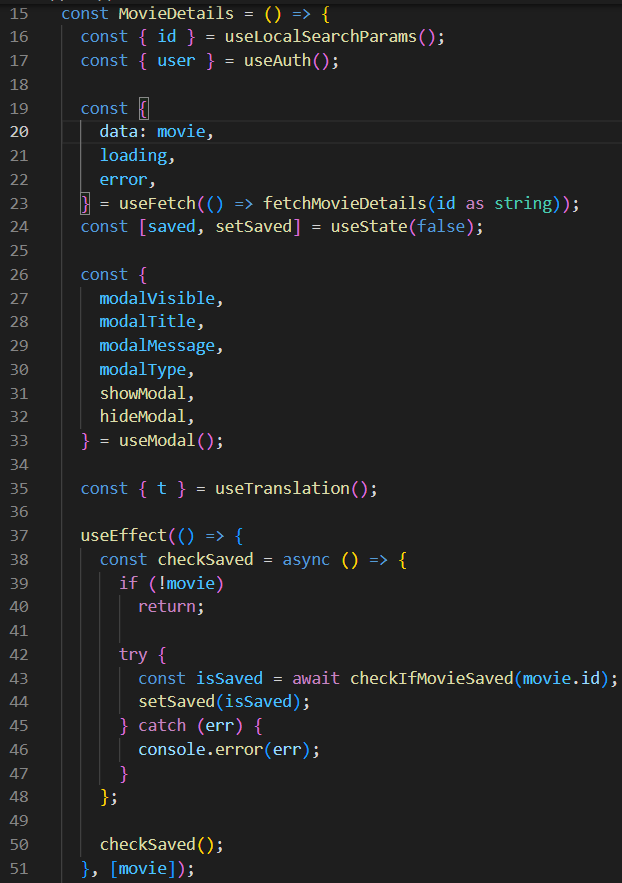 15 const MovieDetails = () => {
16 const { id } = useLocalSearchParams();
17 const { user } = useAuth();
18
19 const {
20 data: movie,
21 loading,
22 error,
23 } = useFetch(() => fetchMovieDetails(id as string));
24 const [saved, setSaved] = useState(false);
25
26 const {
27 modalVisible,
28 modalTitle,
29 modalMessage,
30 modalType,
31 showModal,
32 hideModal,
33 } = useModal();
34
35 const { t } = useTranslation();
36
37 useEffect(() => {
38 const checkSaved = async () => {
39 if (!movie)
40 return;
41
42 try {
43 const isSaved = await checkIfMovieSaved(movie.id);
44 setSaved(isSaved);
45 } catch (err) {
46 console.error(err);
47 }
48 };
49
50 checkSaved();
51 }, [movie]);